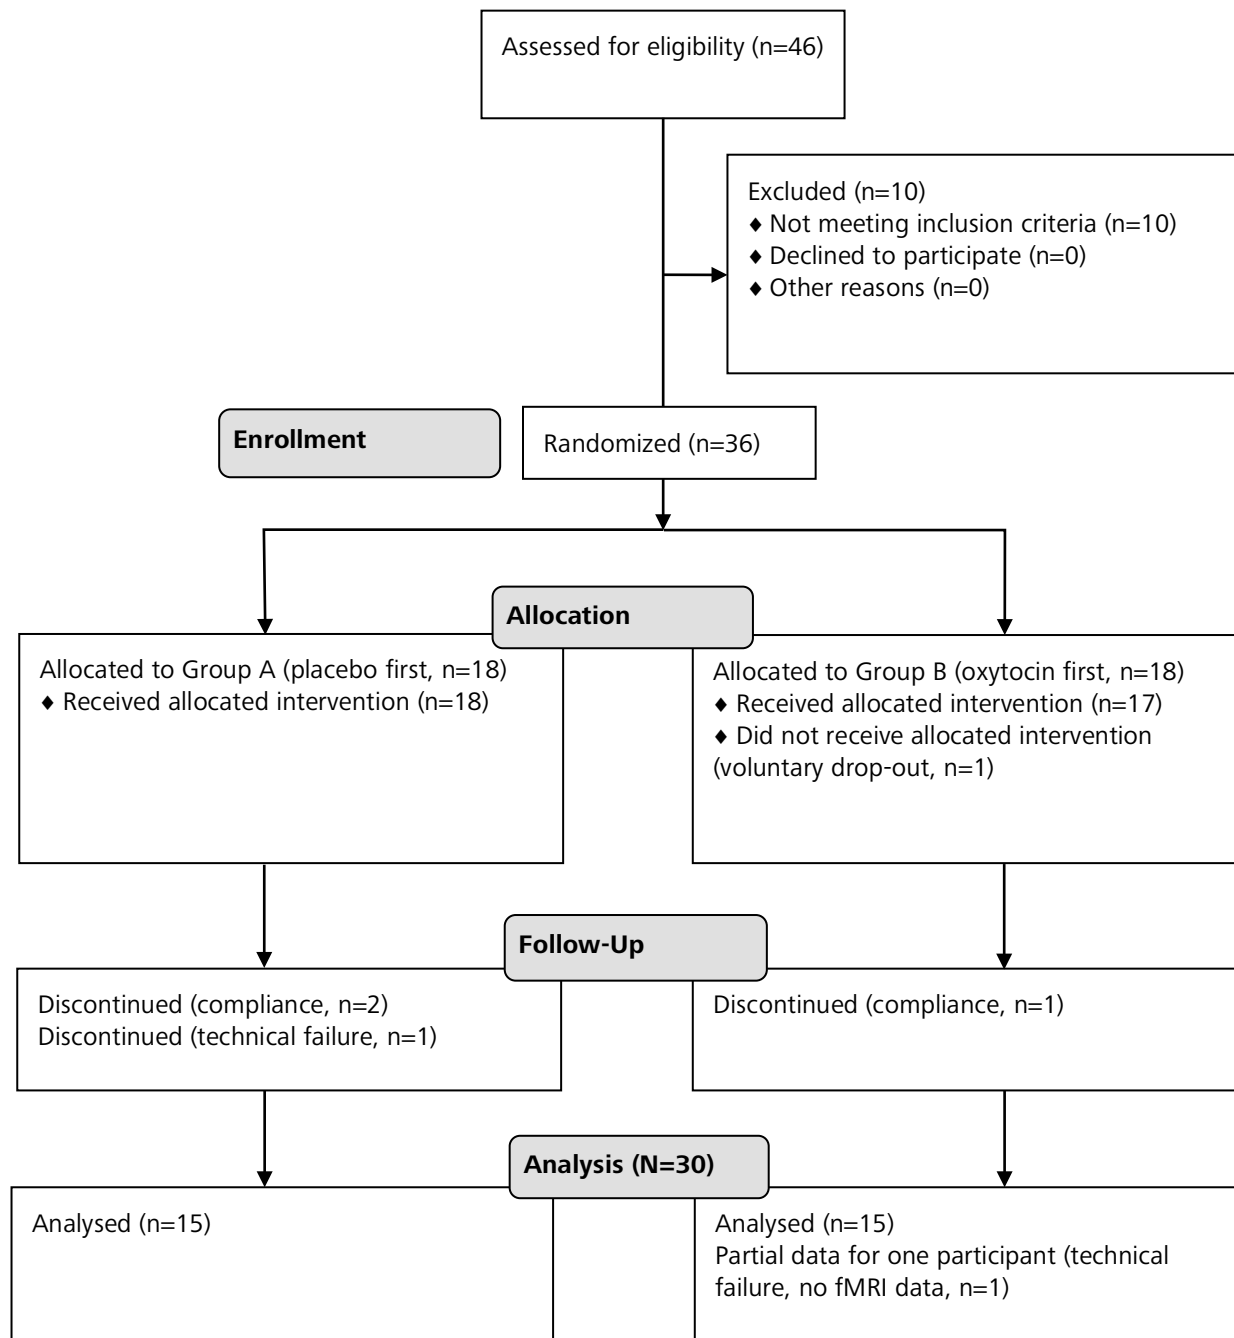 Assessed for eligibility (n=46)
Excluded (n=10)
♦ Not meeting inclusion criteria (n=10)
♦ Declined to participate (n=0)
♦ Other reasons (n=0)
Enrollment
Randomized (n=36)
Allocation
Allocated to Group A (placebo first, n=18)
♦ Received allocated intervention (n=18)
Allocated to Group B (oxytocin first, n=18)
♦ Received allocated intervention (n=17)
♦ Did not receive allocated intervention
(voluntary drop-out, n=1)
Follow-Up
Discontinued (compliance, n=2)
Discontinued (technical failure, n=1)
Discontinued (compliance, n=1)
Analysis (N=30)
Analysed (n=15)
Analysed (n=15)
Partial data for one participant (technical
failure, no fMRI data, n=1)